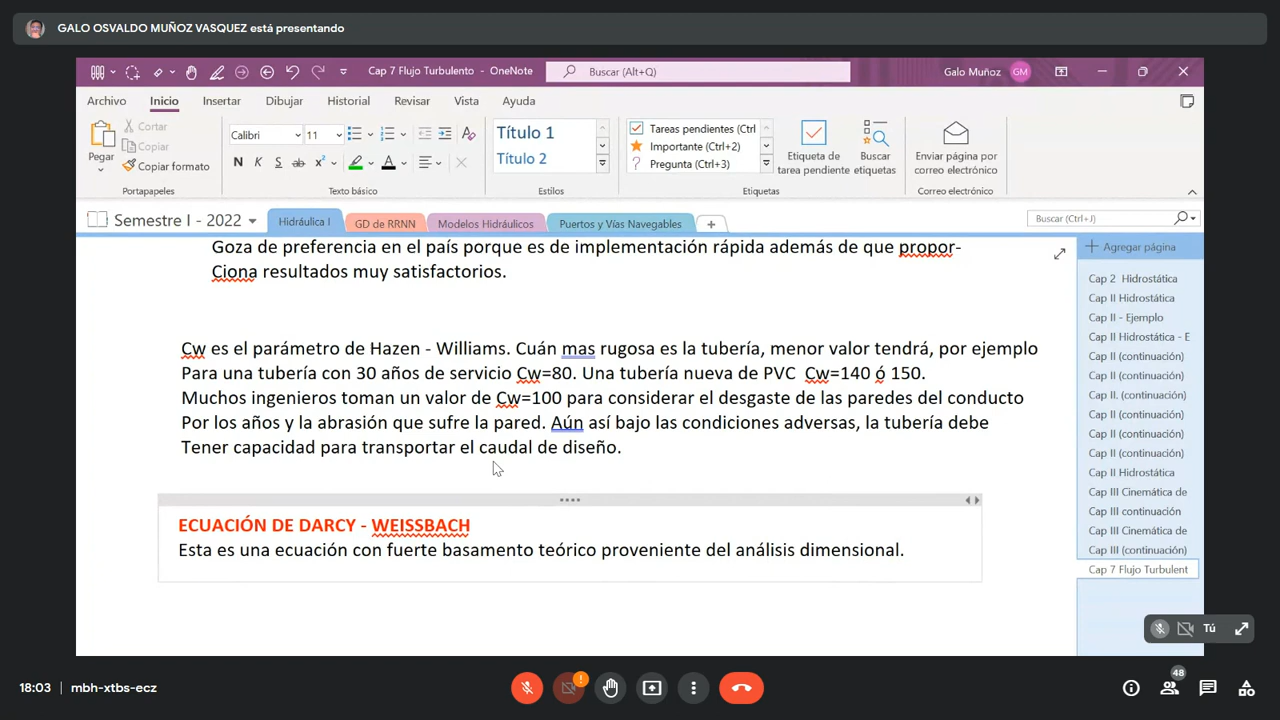 GALO OSVALDO MUÑOZ VASQUEZ está presentando
Cap 7 Flujo Turbulento - OneNote
Buscar (Alt+Q)
Galo Muñoz
GM
Archivo Inicio Insertar Dibujar Historial Revisar Vista Ayuda
Pegar
Cortar
Copiar
Copiar formato
Portapapeles
Calibri 11
N K S ab x²
A
Texto básico
Título 1
Título 2
Estilos
Tareas pendientes (Ctrl
Importante (Ctrl+2)
Pregunta (Ctrl+3)
Etiqueta de
tarea pendiente
Buscar
etiquetas
Etiquetas
Enviar página por
correo electrónico
Correo electrónico
Semestre I - 2022
Hidráulica I
GD de RRNN
Modelos Hidráulicos
Puertos y Vías Navegables
Buscar (Ctrl+J)
Goza de preferencia en el país porque es de implementación rápida además de que propor-
Ciona resultados muy satisfactorios.
Cw es el parámetro de Hazen - Williams. Cuán mas rugosa es la tubería, menor valor tendrá, por ejemplo
Para una tubería con 30 años de servicio Cw=80. Una tubería nueva de PVC Cw=140 ó 150.
Muchos ingenieros toman un valor de Cw=100 para considerar el desgaste de las paredes del conducto
Por los años y la abrasión que sufre la pared. Aún así bajo las condiciones adversas, la tubería debe
Tener capacidad para transportar el caudal de diseño.
ECUACIÓN DE DARCY - WEISSBACH
Esta es una ecuación con fuerte basamento teórico proveniente del análisis dimensional.
Agregar página
Cap 2 Hidrostática
Cap II Hidrostática
Cap II - Ejemplo
Cap II Hidrostática - E
Cap II (continuación)
Cap II (continuación)
Cap II. (continuación)
Cap II (continuación)
Cap II (continuación)
Cap II (continuación)
Cap II Hidrostática
Cap III Cinemática de
Cap III continuación
Cap III Cinemática de
Cap III (continuación)
Cap 7 Flujo Turbulent
Tú
18:03 mbh-xtbs-ecz
48